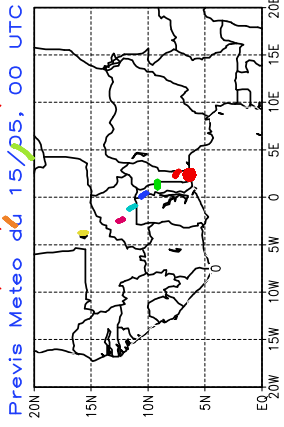 Previs Meteo du 15/05, 00 UTC
20N
15N
10N
5N
EQ
0
20W 15W 10W 5W 0 5E 10E 15E 20E